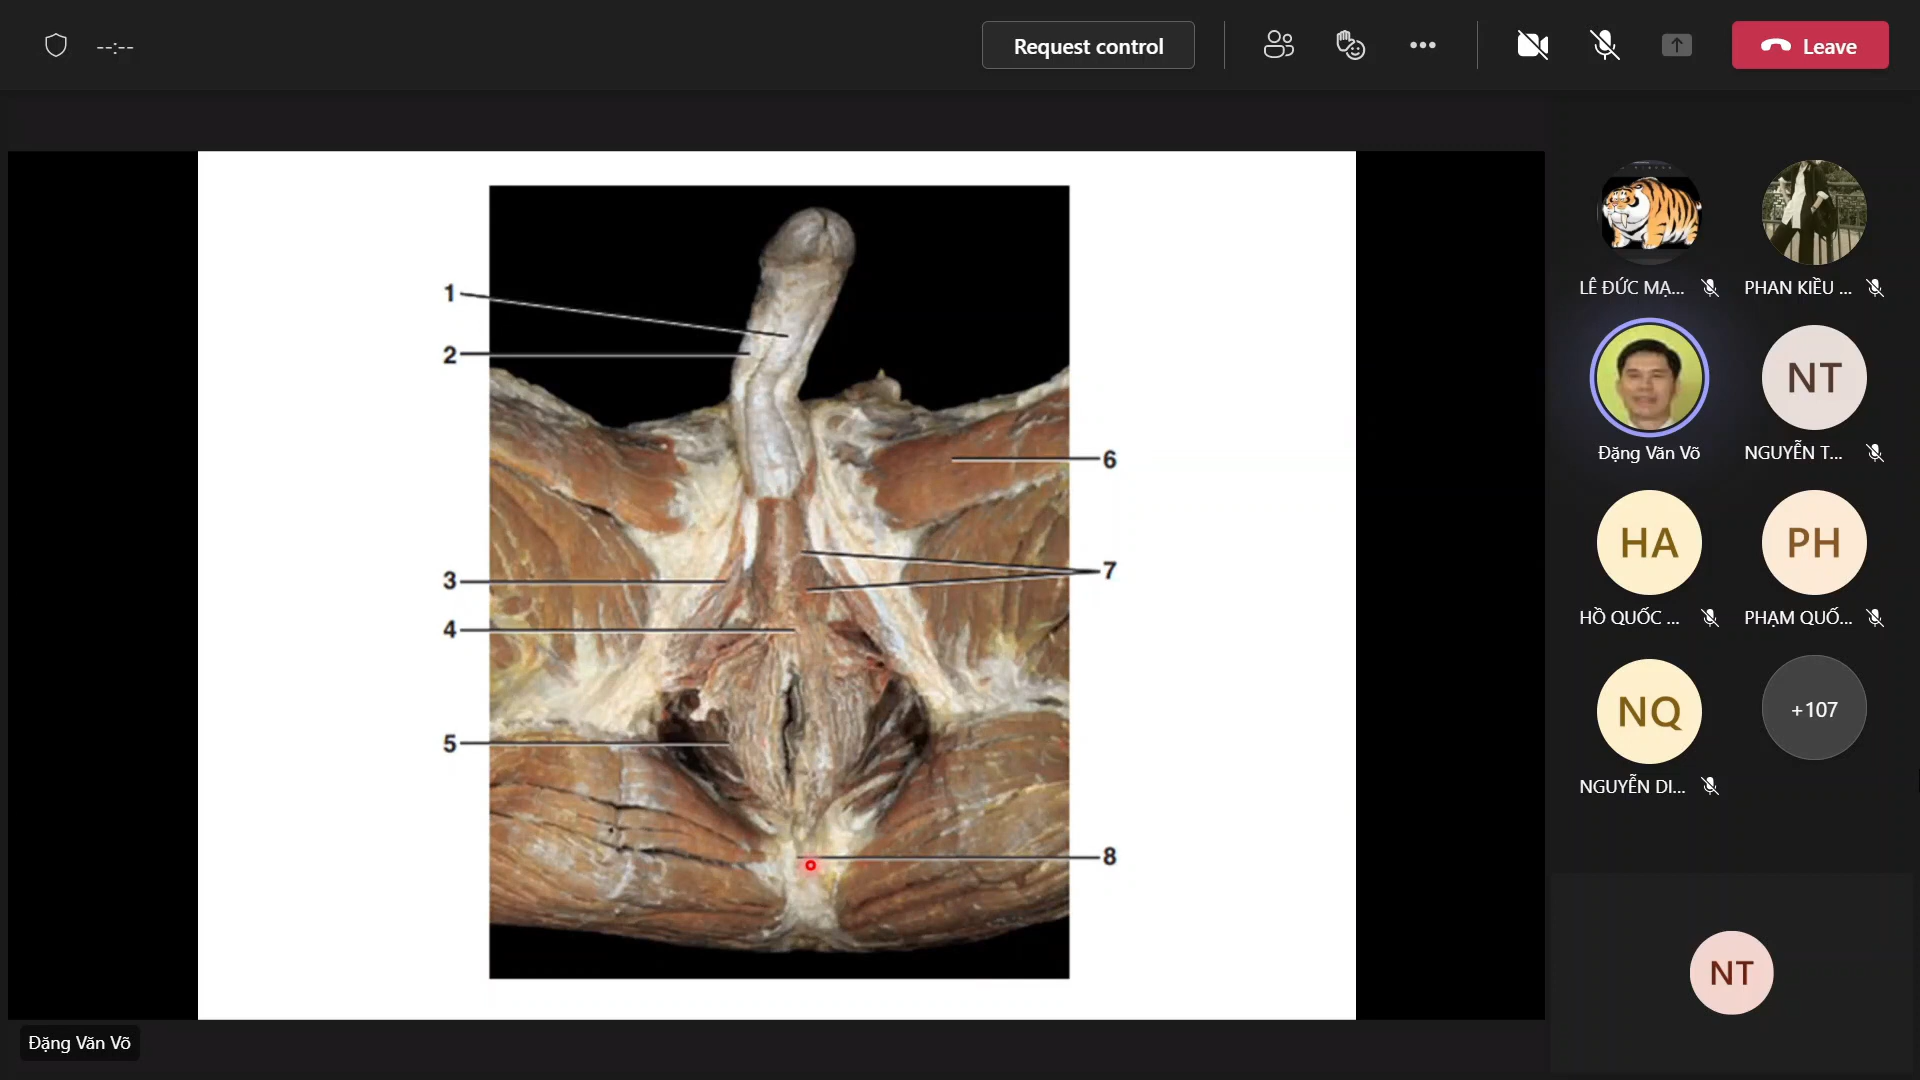 --:--
Request control
Leave
1
2
3
4
5
6
7
8
LÊ ĐỨC MẠ...
PHAN KIỀU ...
Đặng Văn Võ
NT
NGUYỄN T...
HA
HỒ QUỐC ...
PH
PHẠM QUỐ...
NQ
NGUYỄN DI...
+107
NT
Đặng Văn Võ